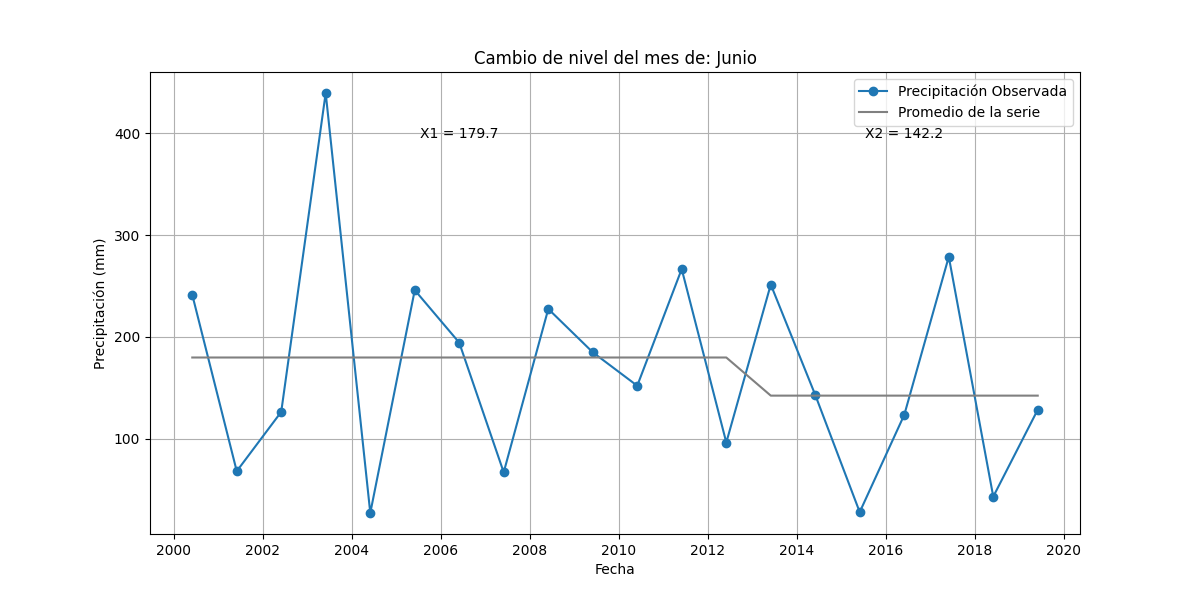 Cambio de nivel del mes de: Junio
Precipitación Observada
Promedio de la serie
X1 = 179.7
X2 = 142.2
Precipitación (mm)
400
300
200
100
2000 2002 2004 2006 2008 2010 2012 2014 2016 2018 2020
Fecha